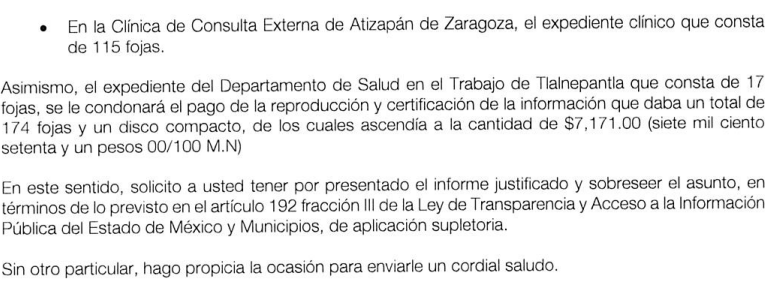 • En la Clínica de Consulta Externa de Atizapán de Zaragoza, el expediente clínico que consta
de 115 fojas.
Asimismo, el expediente del Departamento de Salud en el Trabajo de Tlalnepantla que consta de 17
fojas, se le condonará el pago de la reproducción y certificación de la información que daba un total de
174 fojas y un disco compacto, de los cuales ascendía a la cantidad de $7,171.00 (siete mil ciento
setenta y un pesos 00/100 M.N)
En este sentido, solicito a usted tener por presentado el informe justificado y sobreseer el asunto, en
términos de lo previsto en el artículo 192 fracción III de la Ley de Transparencia y Acceso a la Información
Pública del Estado de México y Municipios, de aplicación supletoria.
Sin otro particular, hago propicia la ocasión para enviarle un cordial saludo.